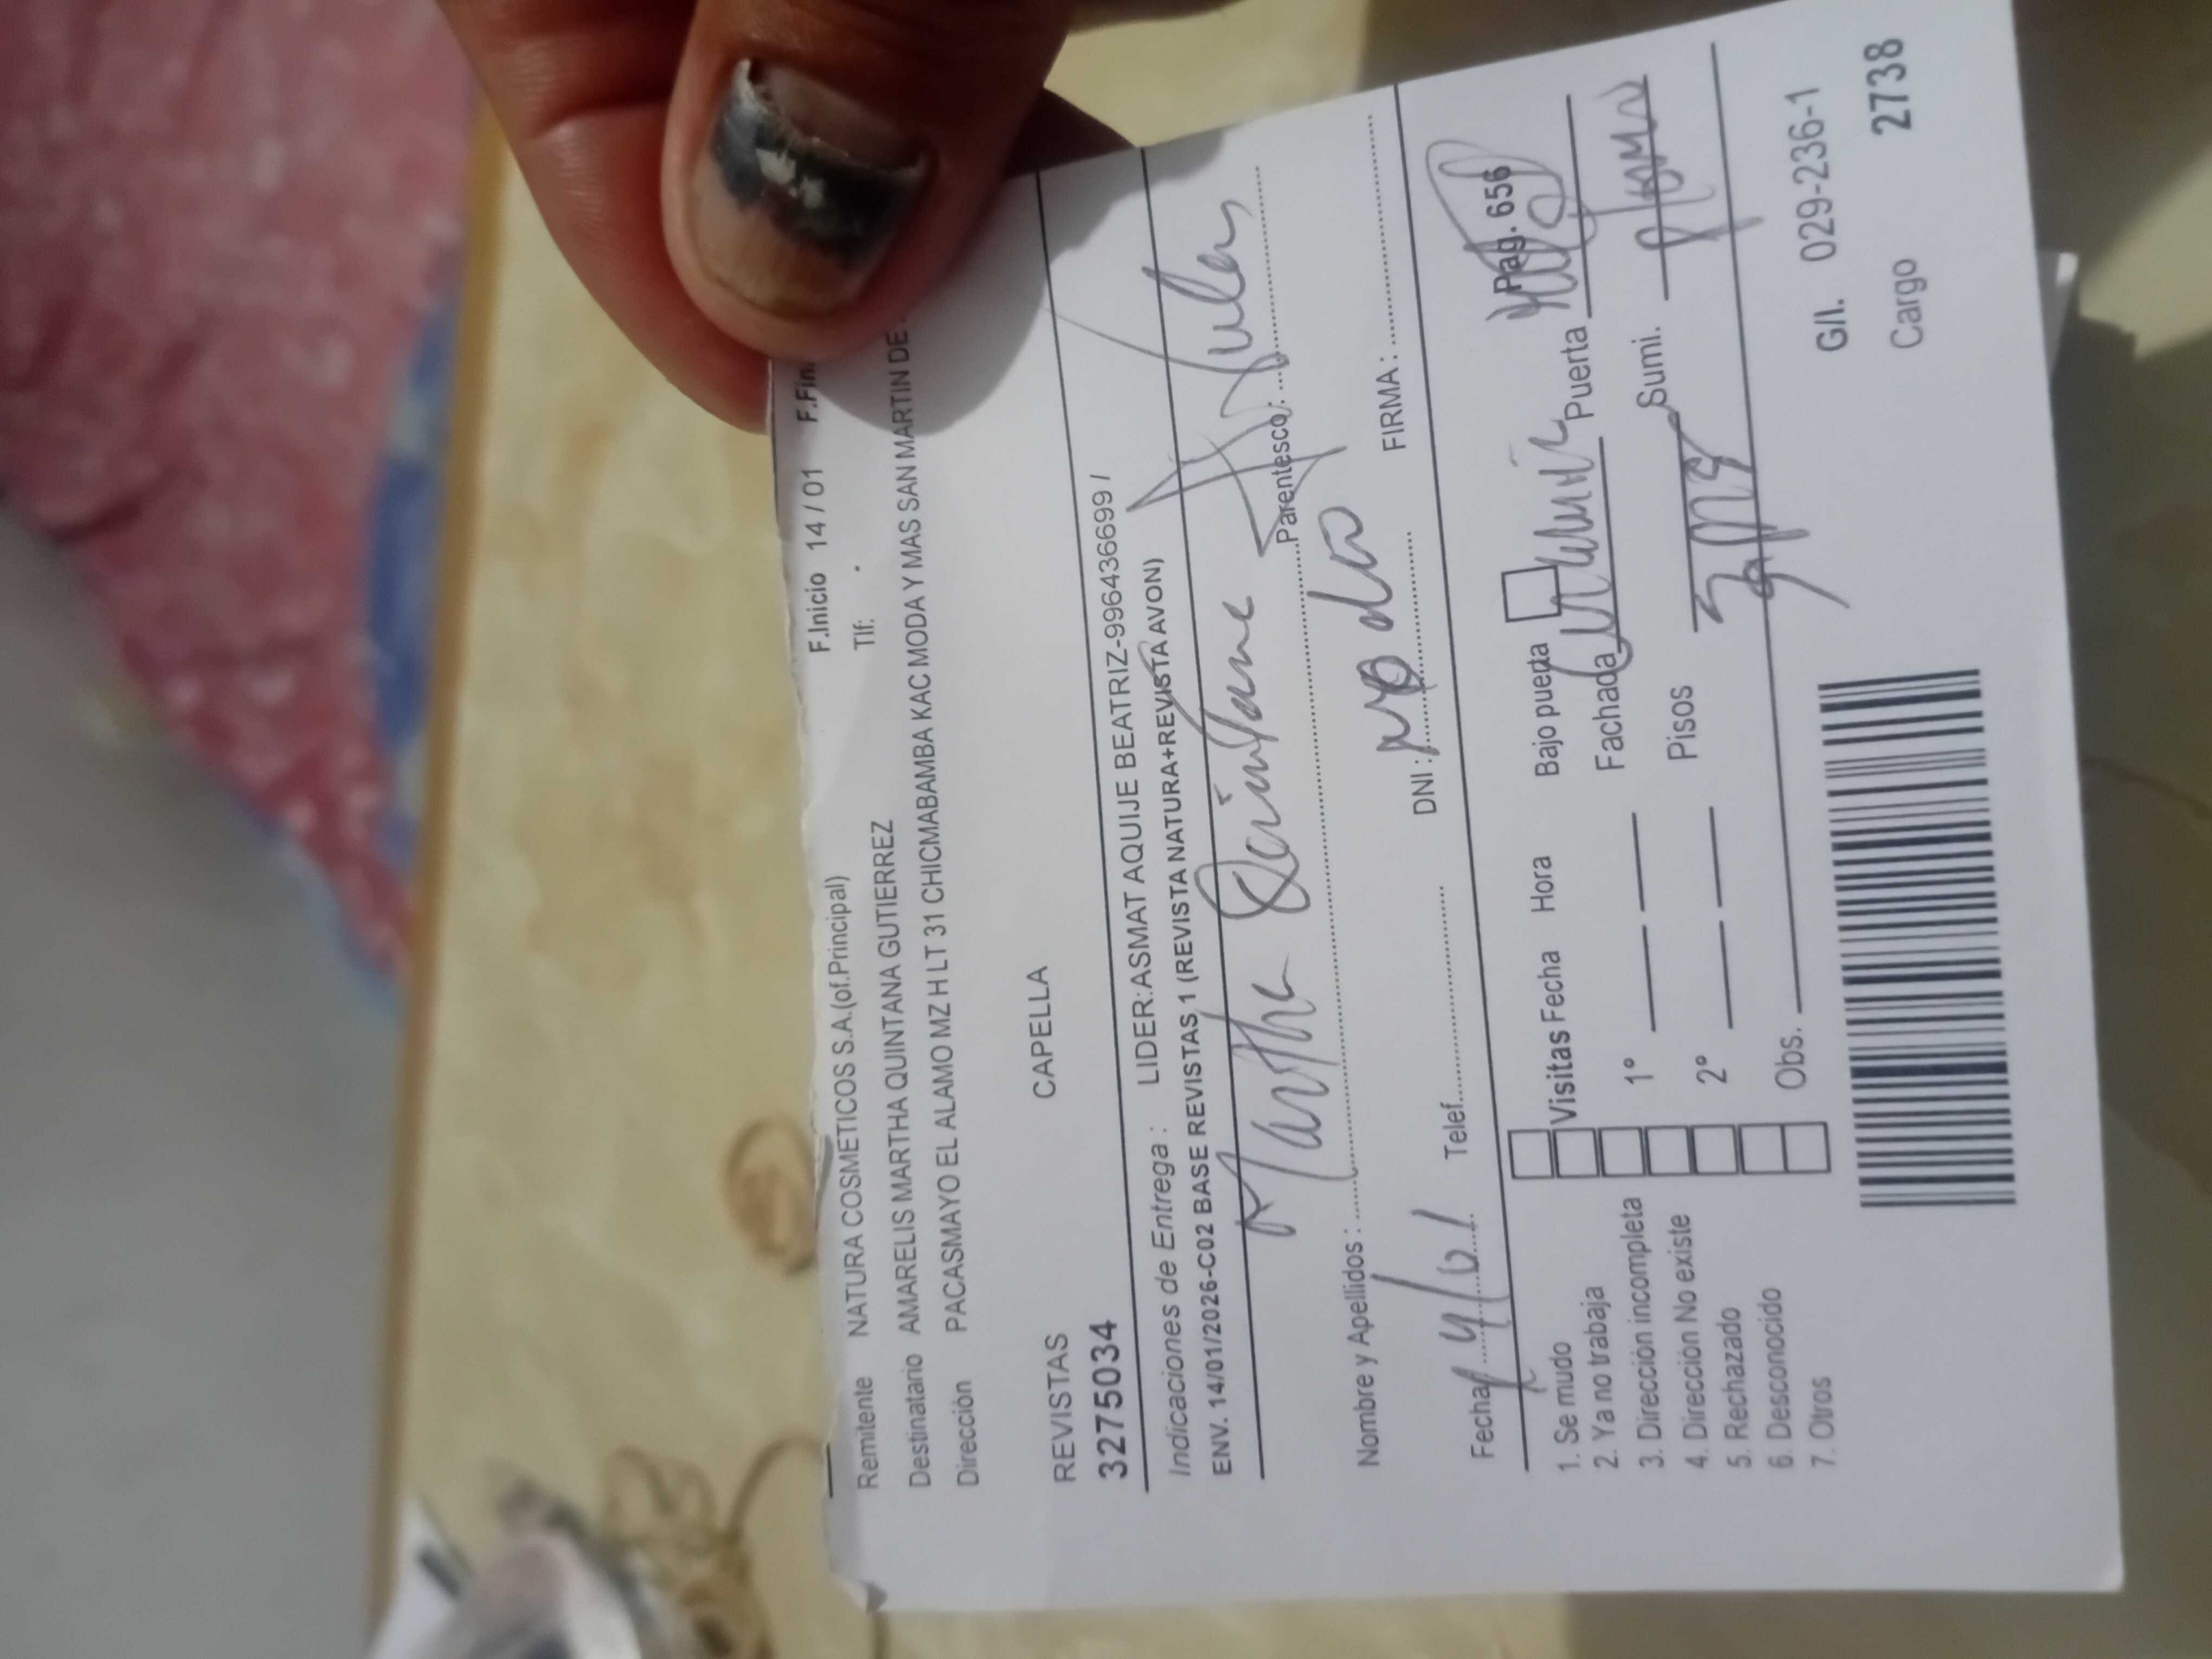 F.Inicio 14 / 01 F.Fin
Remitente NATURA COSMETICOS S.A.(of.Principal) Tlf: .
Destinatario AMARELIS MARTHA QUINTANA GUTIERREZ
Dirección PACASMAYO EL ALAMO MZ H LT 31 CHICMABAMBA KAC MODA Y MAS SAN MARTIN DE
REVISTAS CAPELLA
3275034
Indicaciones de Entrega : LIDER:ASMAT AQUIJE BEATRIZ-996436699 /
ENV. 14/01/2026-C02 BASE REVISTAS 1 (REVISTA NATURA+REVISTA AVON)
Martha Quintana
Nombre y Apellidos : Parentesco:
no da
Fecha Telef. DNI : FIRMA :
Pag. 656
1. Se mudo Visitas Fecha Hora Bajo puerta
2. Ya no trabaja 1° Fachada Puerta
3. Dirección incompleta
4. Dirección No existe 2° Pisos Sumi.
5. Rechazado
6. Desconocido Obs.
7. Otros
G/I. 029-236-1
Cargo 2738